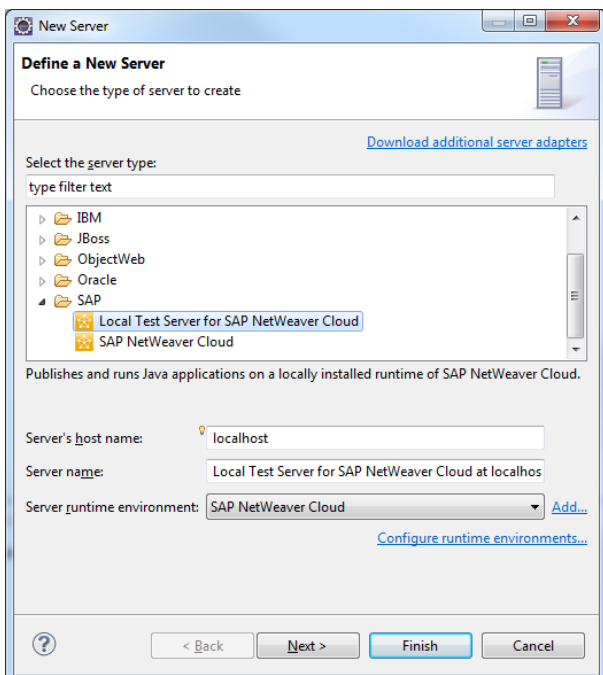 New Server
Define a New Server
Choose the type of server to create
Download additional server adapters
Select the server type:
type filter text
IBM
JBoss
ObjectWeb
Oracle
SAP
Local Test Server for SAP NetWeaver Cloud
SAP NetWeaver Cloud
Publishes and runs Java applications on a locally installed runtime of SAP NetWeaver Cloud.
Server's host name: localhost
Server name: Local Test Server for SAP NetWeaver Cloud at localhos
Server runtime environment: SAP NetWeaver Cloud Add...
Configure runtime environments...
? < Back Next > Finish Cancel